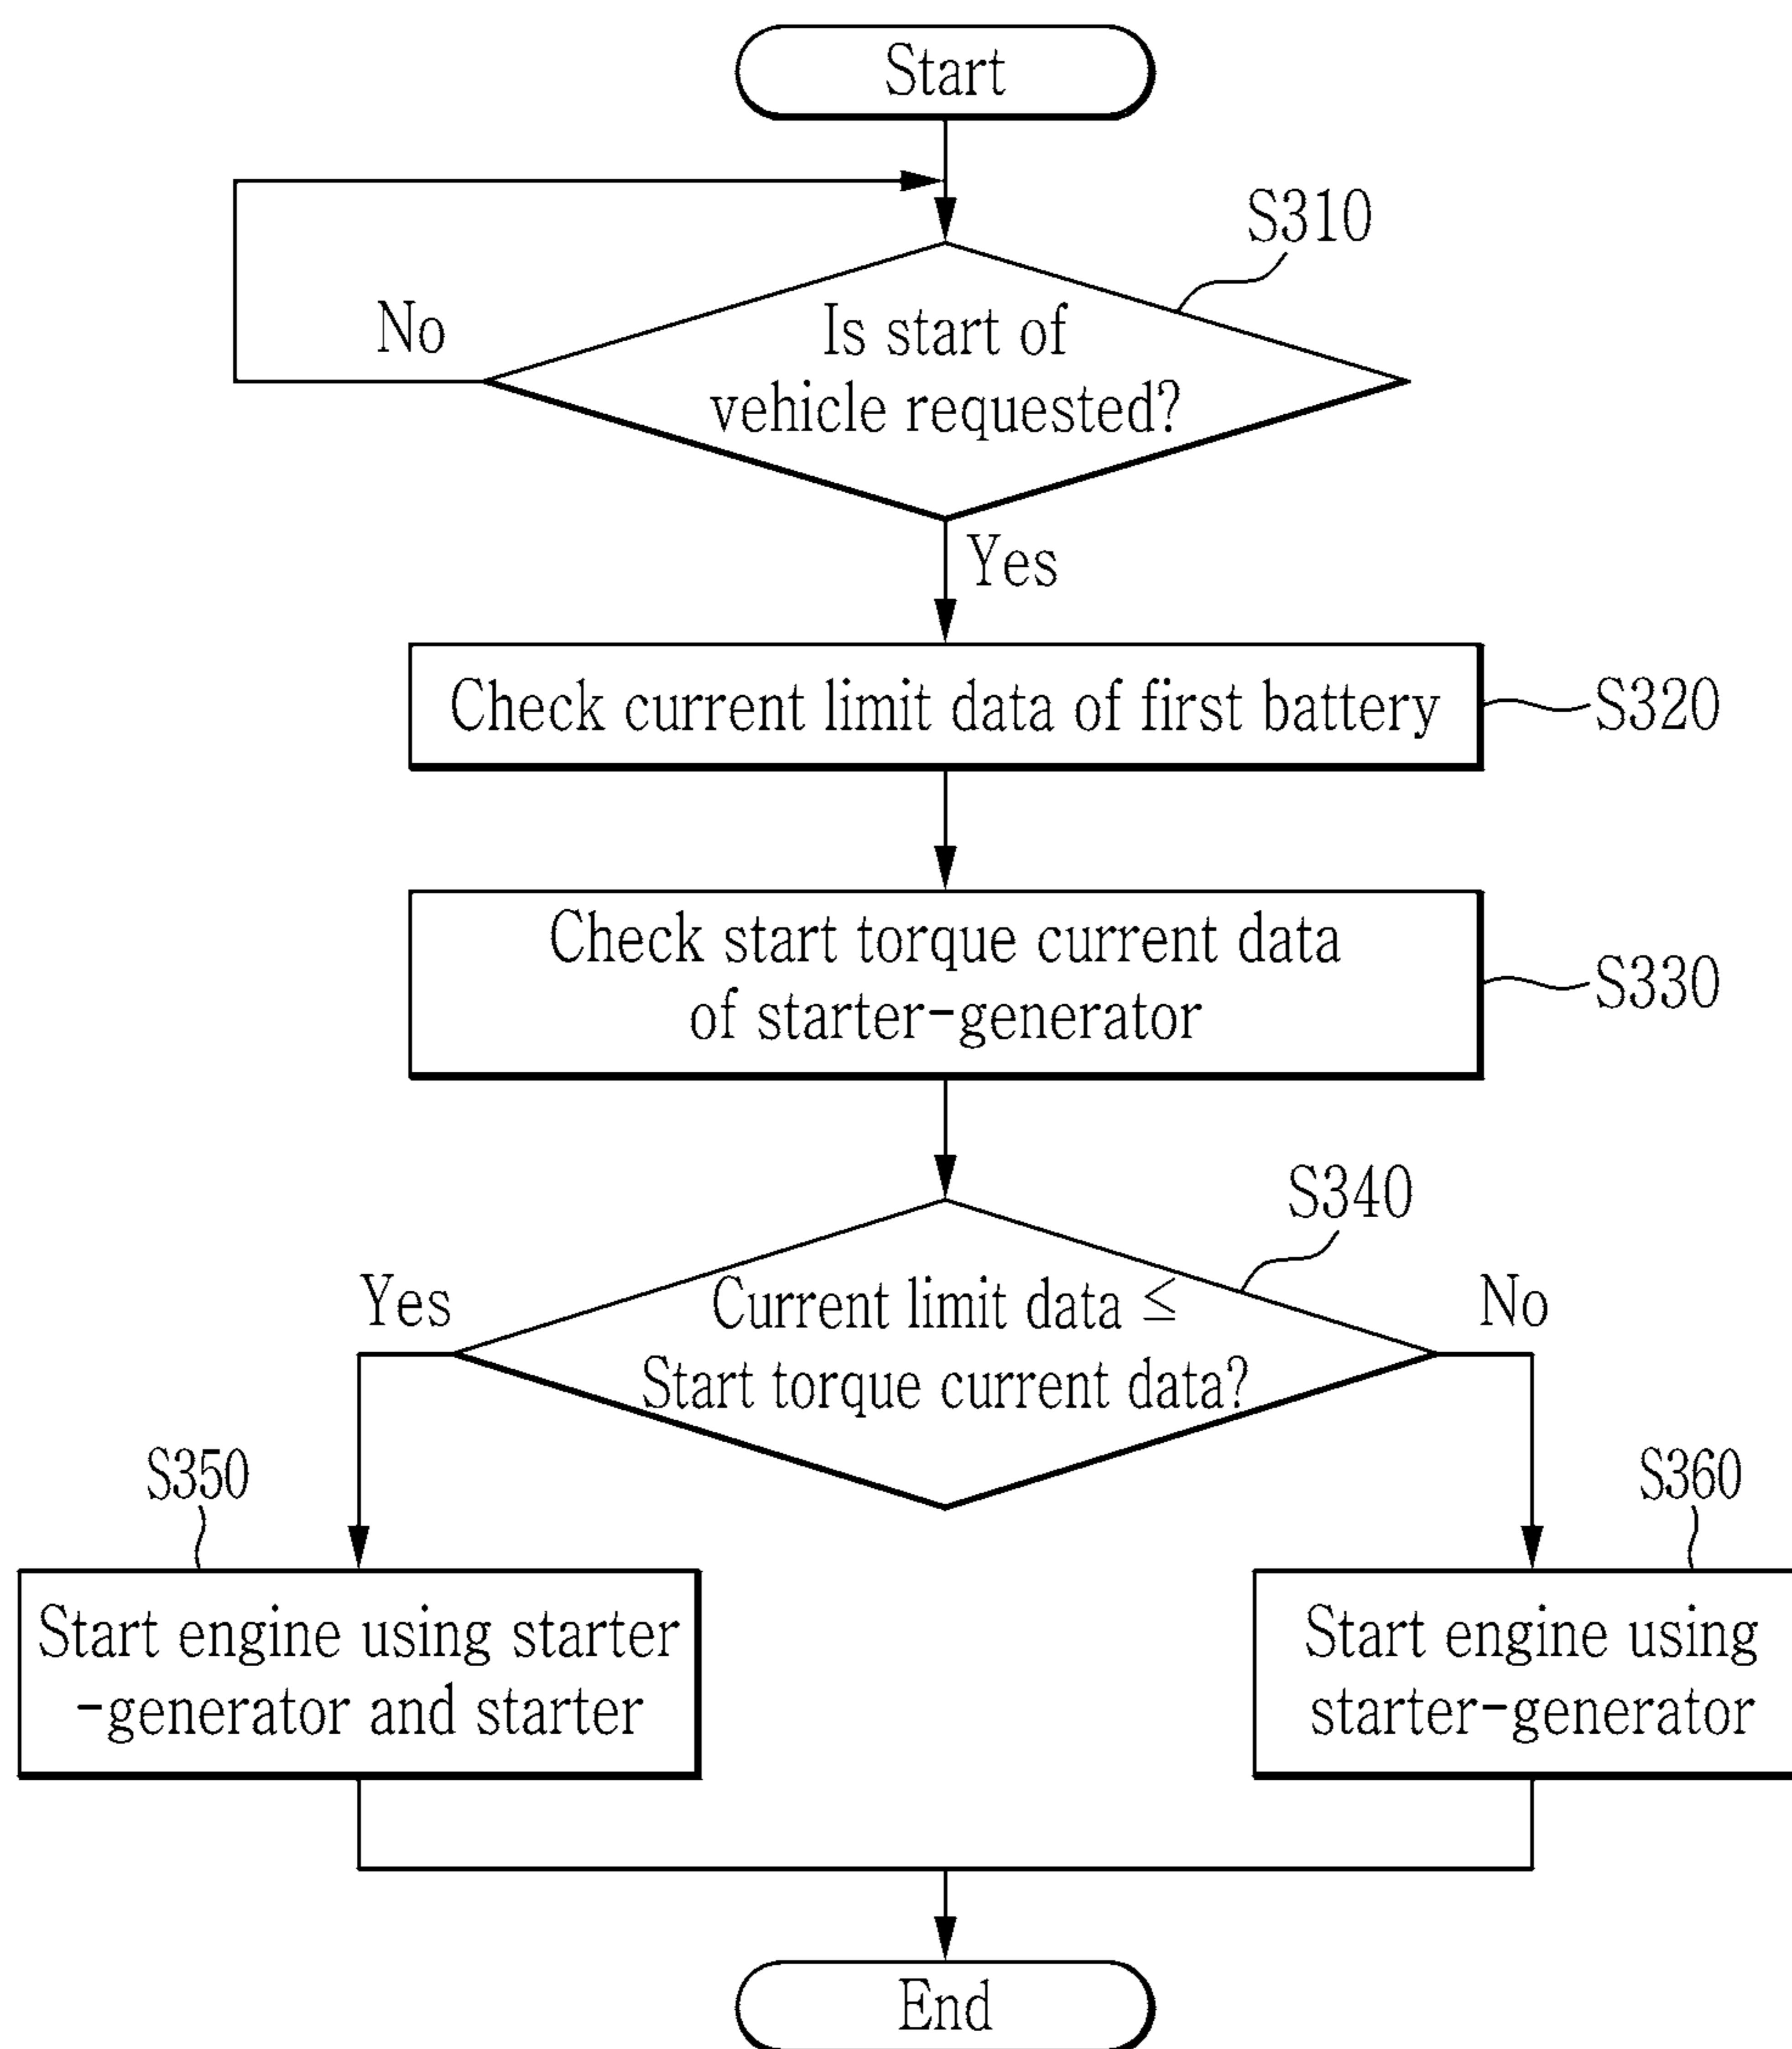 Start
S310
No
Is start of
vehicle requested?
Yes
Check current limit data of first battery
S320
Check start torque current data
of starter-generator
S330
S340
Yes
Current limit data ≤
Start torque current data?
No
S350
S360
Start engine using starter
-generator and starter
Start engine using
starter-generator
End